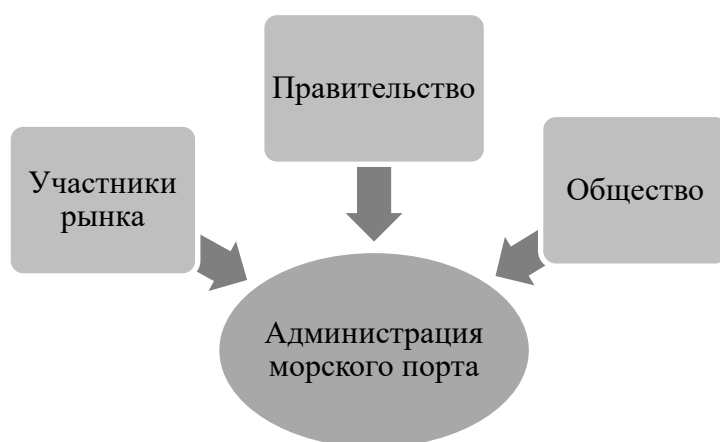 Правительство
Участники
рынка
Общество
Администрация
морского порта